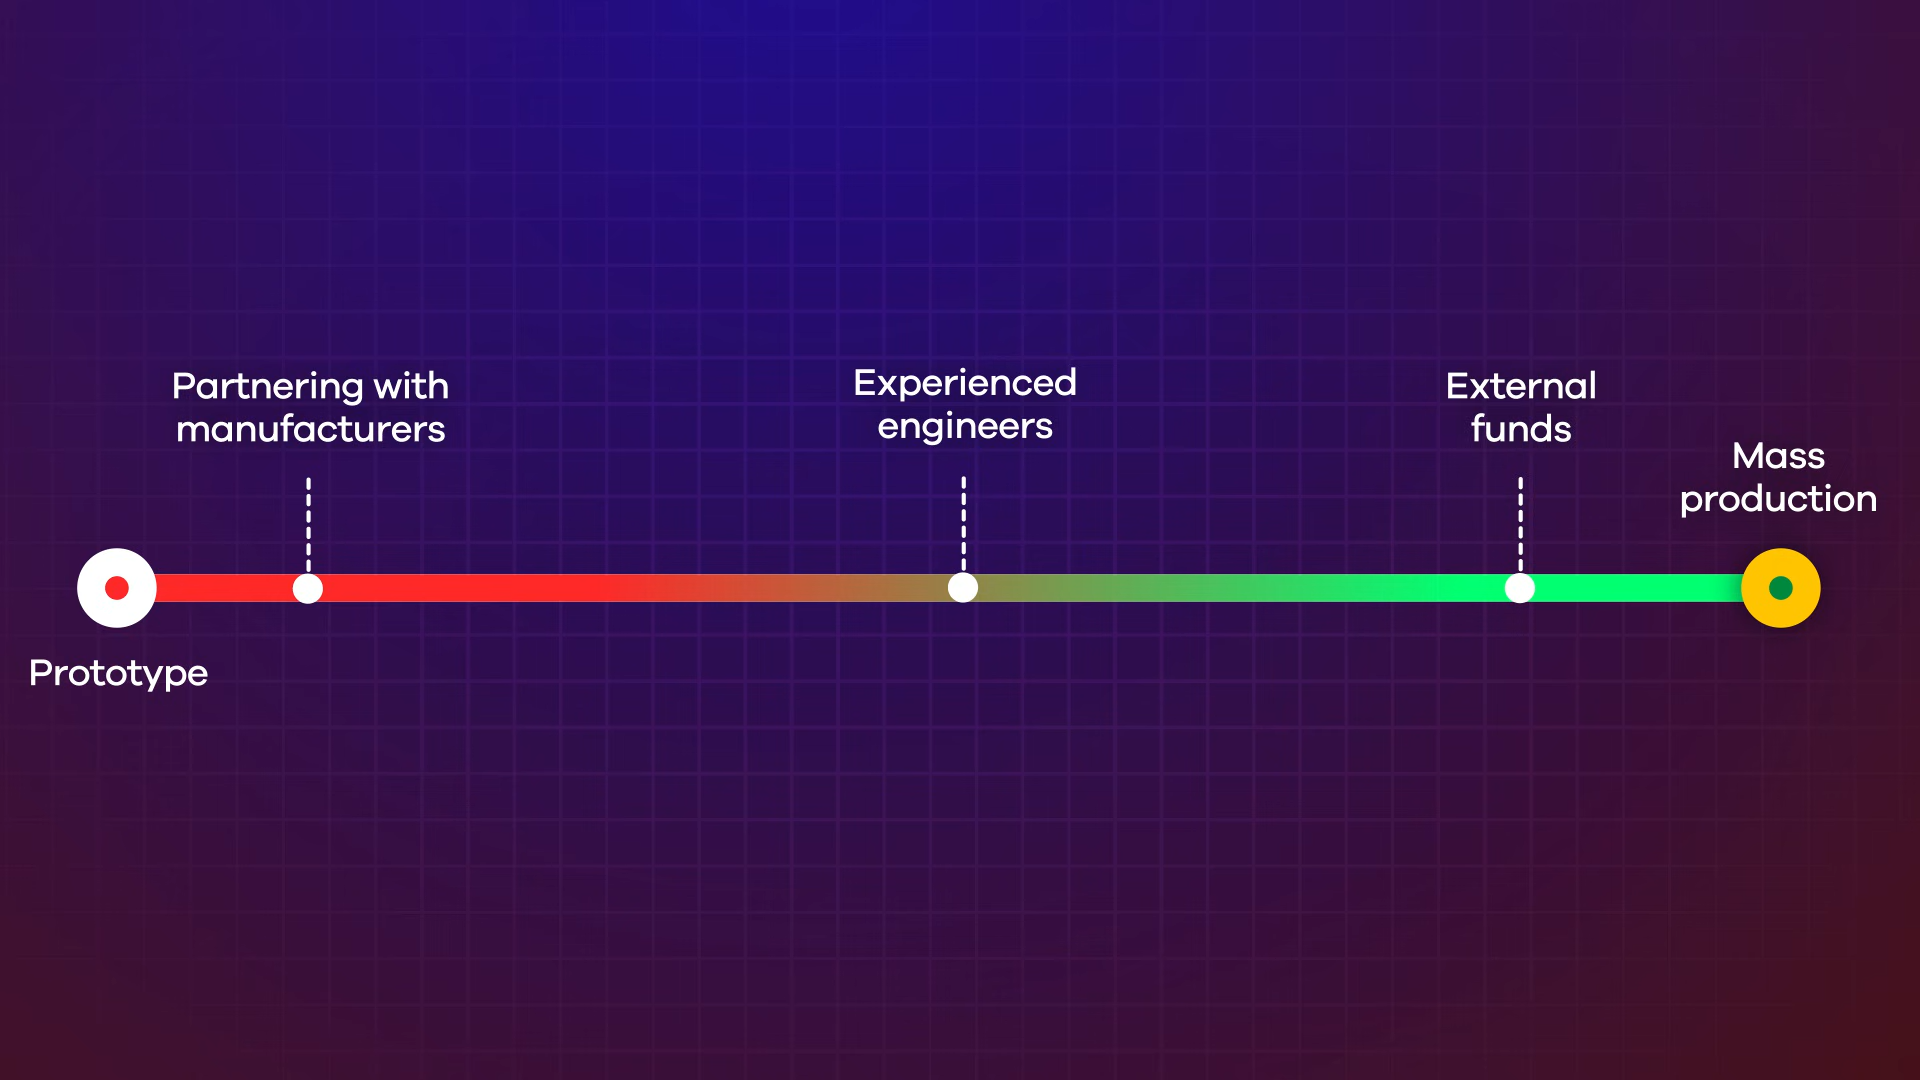 Partnering with
manufacturers
Experienced
engineers
External
funds
Mass
production
Prototype